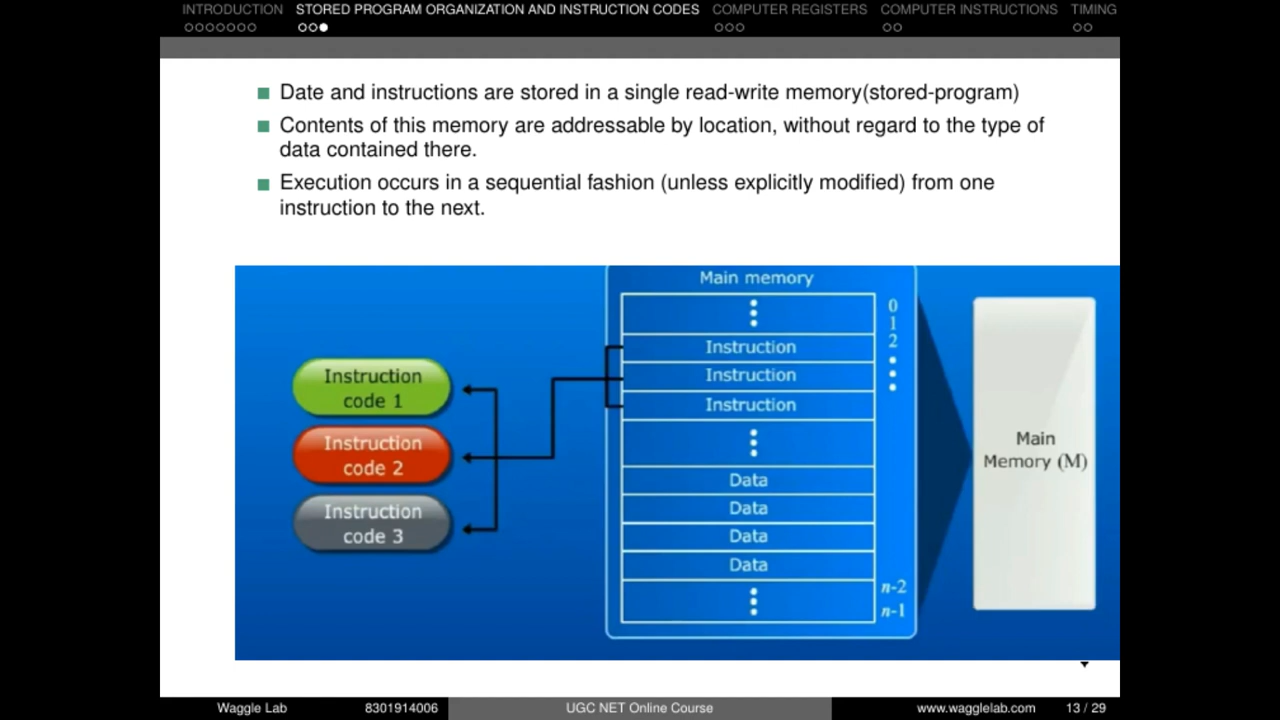 INTRODUCTION STORED PROGRAM ORGANIZATION AND INSTRUCTION CODES COMPUTER REGISTERS COMPUTER INSTRUCTIONS TIMING
Date and instructions are stored in a single read-write memory(stored-program)
Contents of this memory are addressable by location, without regard to the type of
data contained there.
Execution occurs in a sequential fashion (unless explicitly modified) from one
instruction to the next.
Main memory
0
1
2
Instruction
Instruction
Instruction
Data
Data
Data
Data
n-2
n-1
Instruction
code 1
Instruction
code 2
Instruction
code 3
Main
Memory (M)
Waggle Lab 8301914006 UGC NET Online Course www.wagglelab.com 13 / 29